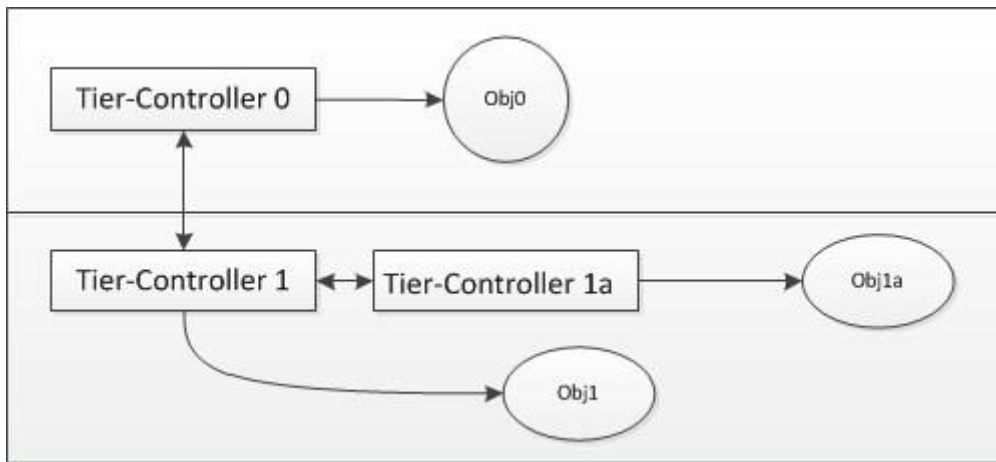 Tier-Controller 0
Obj0
Tier-Controller 1
Tier-Controller 1a
Obj1a
Obj1